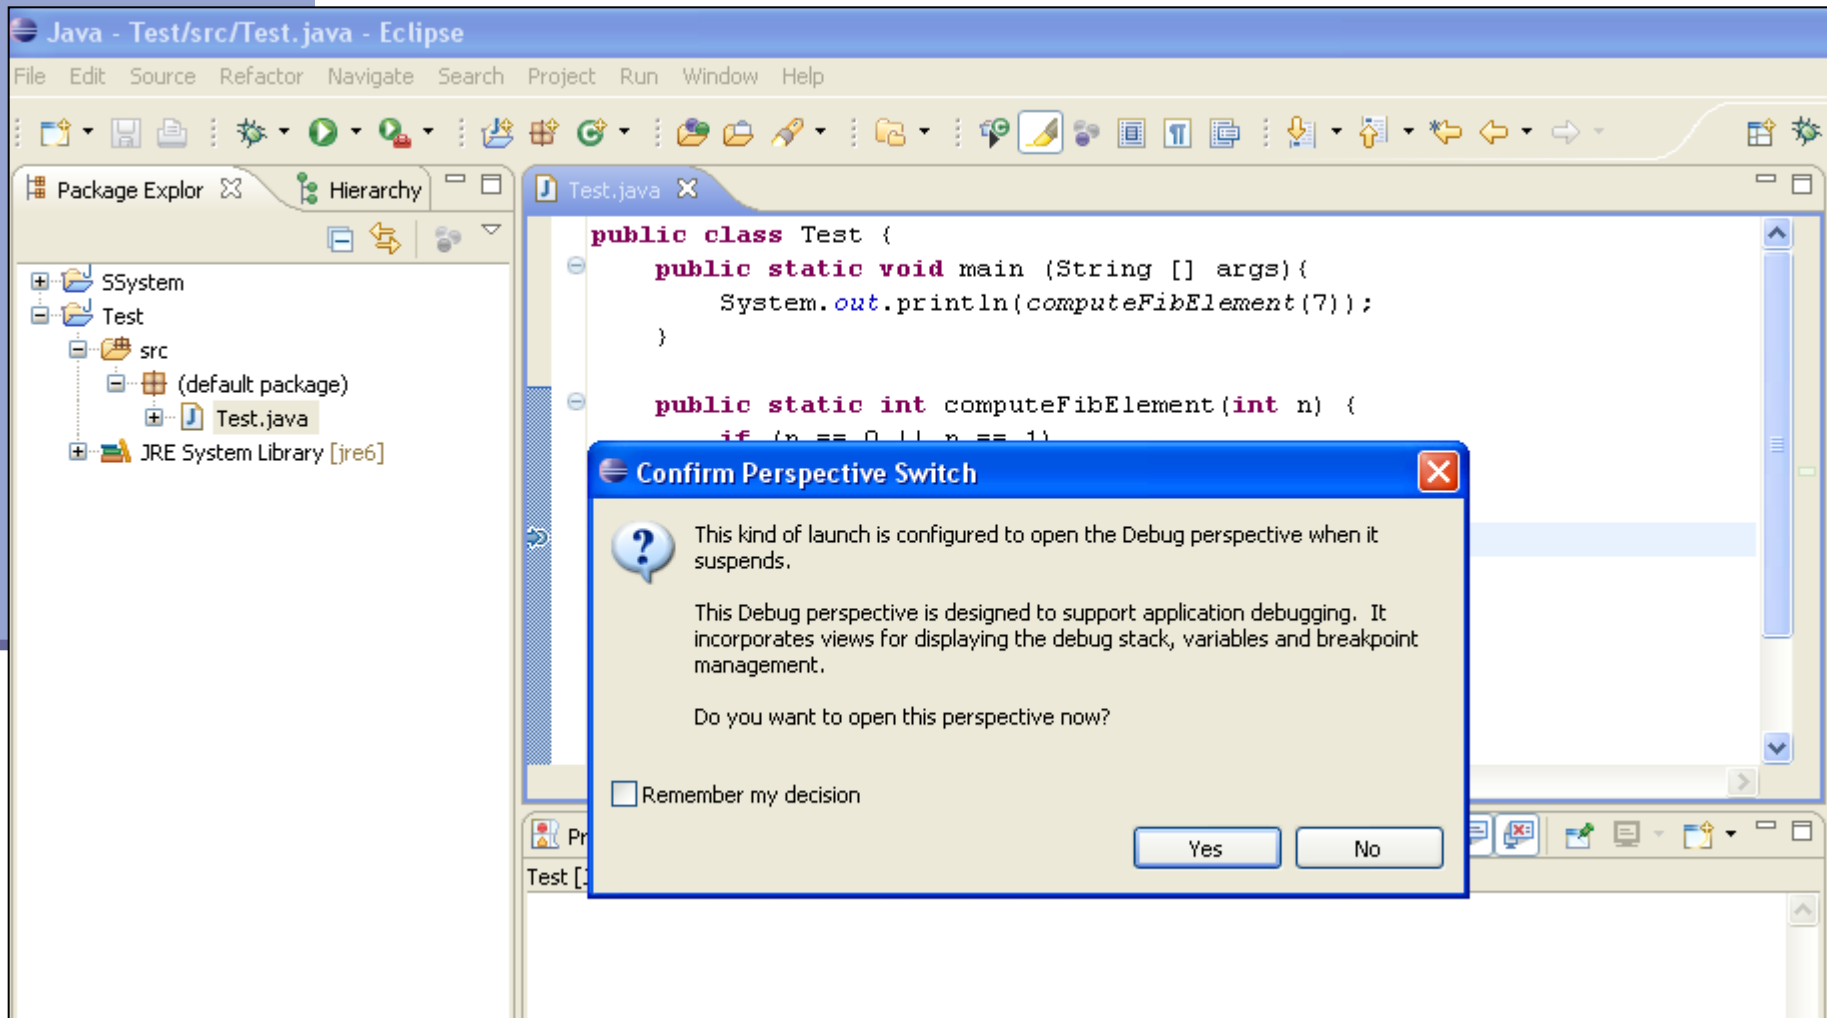 Java - Test/src/Test.java - Eclipse
File Edit Source Refactor Navigate Search Project Run Window Help
Package Explor
Hierarchy
Test.java
SSystem
Test
src
(default package)
Test.java
JRE System Library [jre6]
public class Test {
public static void main (String [] args){
System.out.println(computeFibElement(7));
}
public static int computeFibElement(int n) {
if (n == 0 || n == 1)
Confirm Perspective Switch
This kind of launch is configured to open the Debug perspective when it
suspends.
This Debug perspective is designed to support application debugging. It
incorporates views for displaying the debug stack, variables and breakpoint
management.
Do you want to open this perspective now?
Remember my decision
Yes
No
Test [